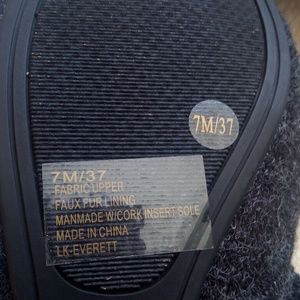 7M/37
7M/37
FABRIC UPPER
FAUX FUR LINING
MANMADE W/CORK INSERT SOLE
MADE IN CHINA
LK-EVERETT